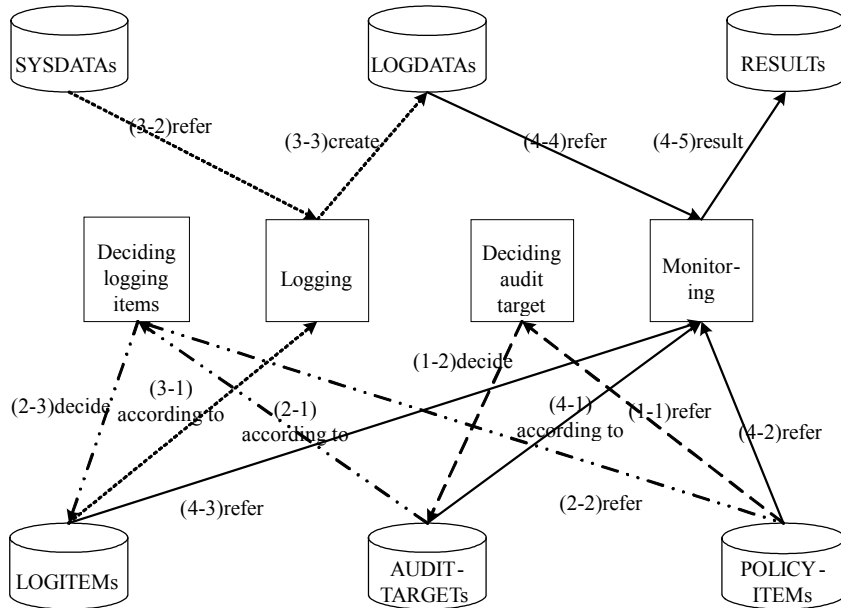 SYSDATAs
LOGDATAs
RESULTs
(3-2)refer
(3-3)create
(4-4)refer
(4-5)result
Deciding
logging
items
Logging
Deciding
audit
target
Monitor-
ing
(1-2)decide
(2-3)decide
(3-1)
according to
(2-1)
according to
(4-1)
according to
(1-1)refer
(4-2)refer
(4-3)refer
(2-2)refer
LOGITEMs
AUDIT-
TARGETs
POLICY-
ITEMs